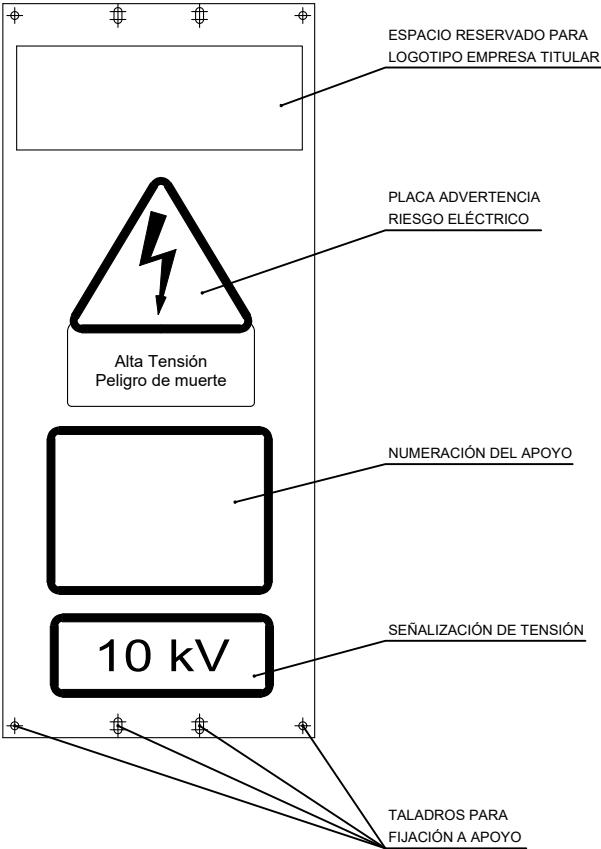 ESPACIO RESERVADO PARA
LOGOTIPO EMPRESA TITULAR
PLACA ADVERTENCIA
RIESGO ELÉCTRICO
Alta Tensión
Peligro de muerte
NUMERACIÓN DEL APOYO
SEÑALIZACIÓN DE TENSIÓN
10 kV
TALADROS PARA
FIJACIÓN A APOYO